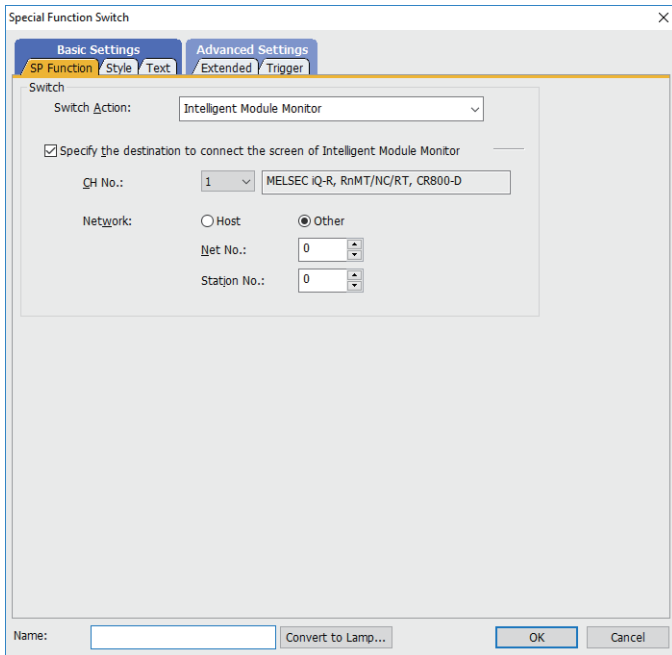 Special Function Switch
Basic Settings
Advanced Settings
SP Function
Style
Text
Extended
Trigger
Switch
Switch Action:
Intelligent Module Monitor
Specify the destination to connect the screen of Intelligent Module Monitor
CH No.:
1
MELSEC iQ-R, RnMT/NC/RT, CR800-D
Network:
Host
Other
Net No.:
0
Station No.:
0
Name:
Convert to Lamp...
OK
Cancel